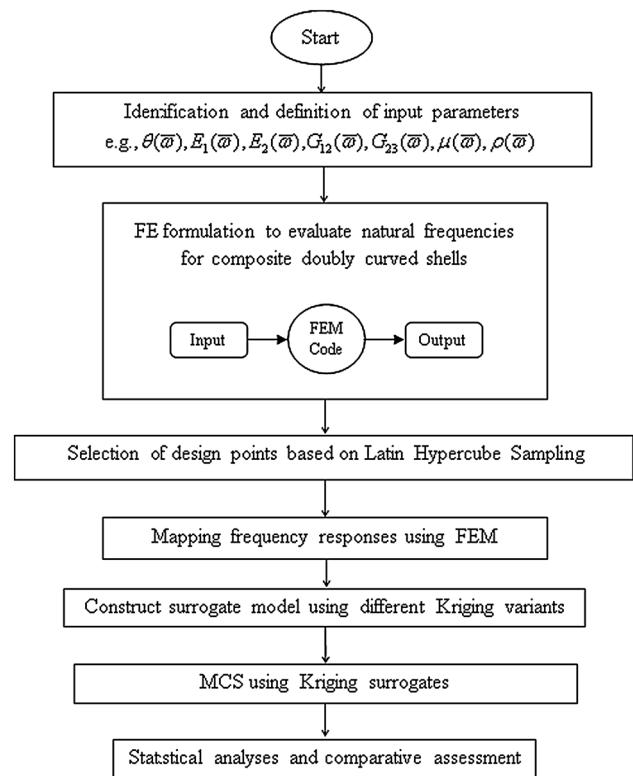 Start
Identification and definition of input parameters
e.g., θ(ϖ̅), E₁(ϖ̅), E₂(ϖ̅), G₁₂(ϖ̅), G₂₃(ϖ̅), μ(ϖ̅), ρ(ϖ̅)
FE formulation to evaluate natural frequencies
for composite doubly curved shells
Input
FEM
Code
Output
Selection of design points based on Latin Hypercube Sampling
Mapping frequency responses using FEM
Construct surrogate model using different Kriging variants
MCS using Kriging surrogates
Statistical analyses and comparative assessment